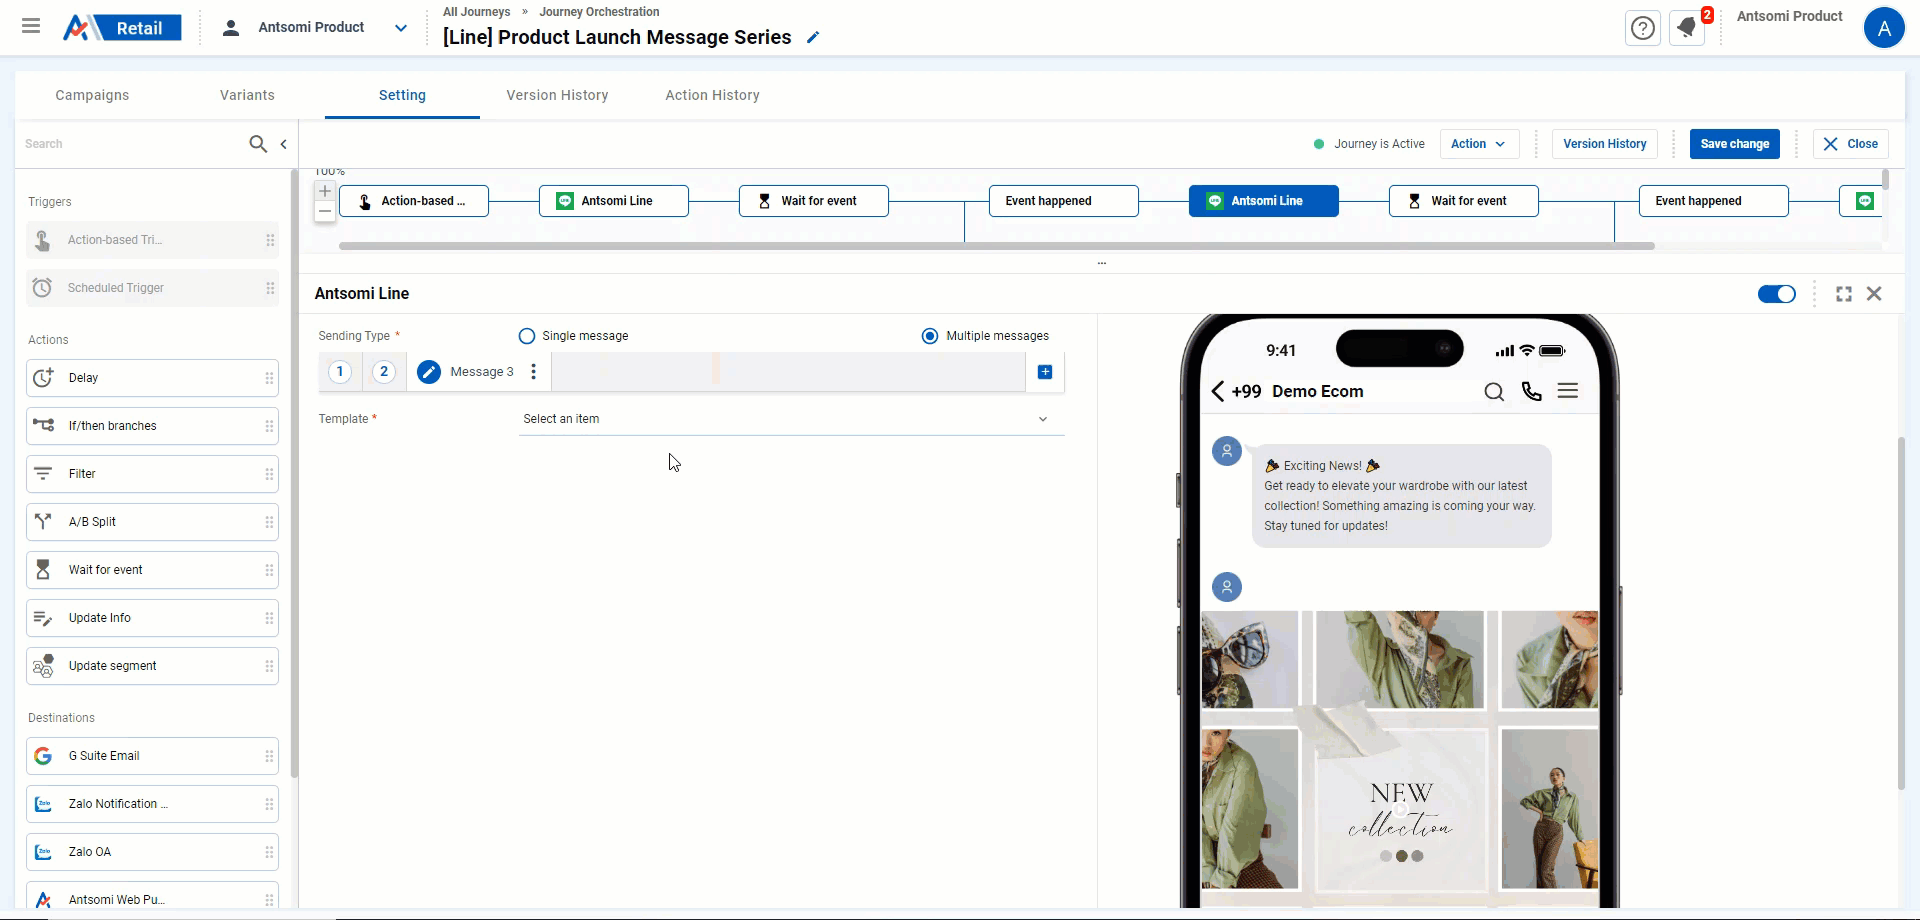 Retail
Antsomi Product
All Journeys » Journey Orchestration
[Line] Product Launch Message Series
2
Antsomi Product
A
Campaigns
Variants
Setting
Version History
Action History
Search
Journey is Active
Action
Version History
Save change
Close
Triggers
Action-based Tri...
Scheduled Trigger
Actions
Delay
If/then branches
Filter
A/B Split
Wait for event
Update Info
Update segment
Destinations
G Suite Email
Zalo Notification ...
Zalo OA
Antsomi Web Pu...
100%
+
−
Action-based ...
Antsomi Line
Wait for event
Event happened
Antsomi Line
Wait for event
Event happened
...
Antsomi Line
Sending Type *
Single message
Multiple messages
1
2
Message 3
Template *
Select an item
9:41
+99 Demo Ecom
Exciting News!
Get ready to elevate your wardrobe with our latest
collection! Something amazing is coming your way.
Stay tuned for updates!
NEW
collection